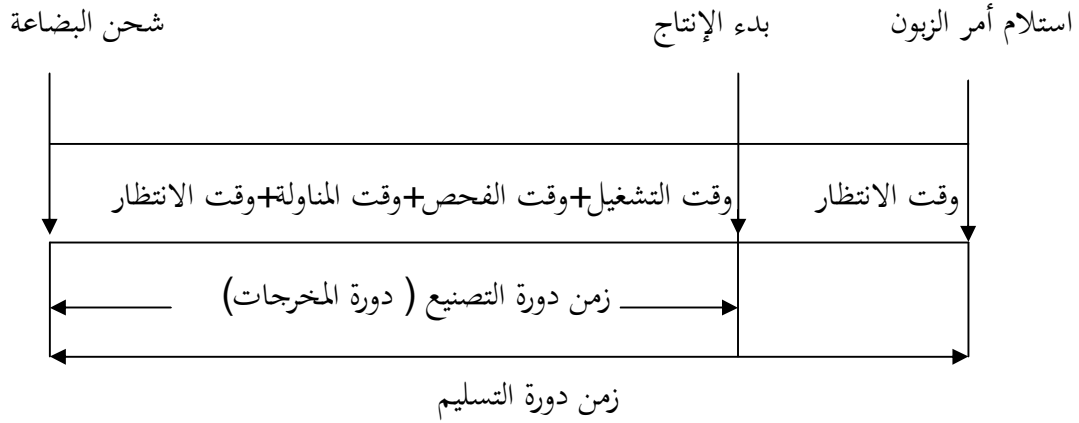 استلام أمر الزبون بدء الإنتاج شحن البضاعة
وقت الانتظار وقت التشغيل+وقت الفحص+وقت المناولة+وقت الانتظار
زمن دورة التصنيع ( دورة المخرجات)
زمن دورة التسليم